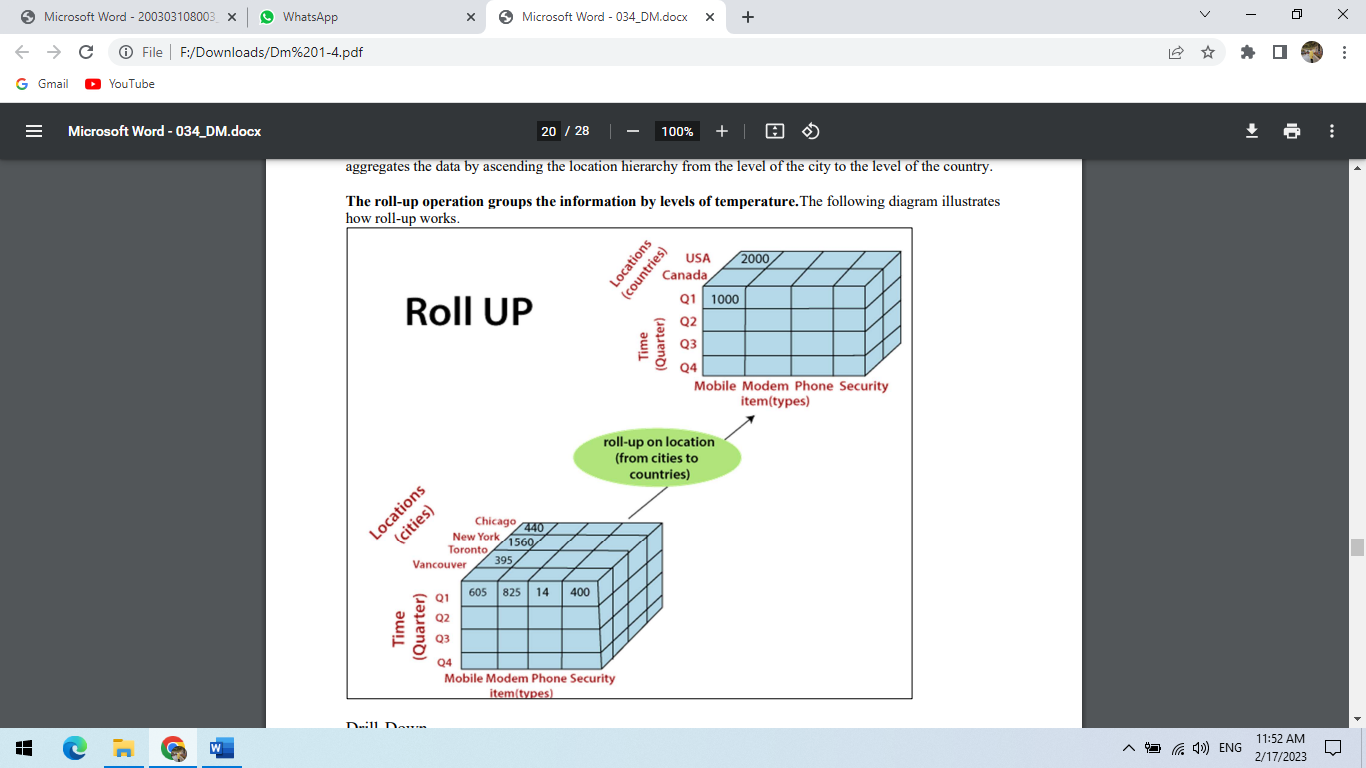 Microsoft Word - 200303108003
WhatsApp
Microsoft Word - 034_DM.docx
File
F:/Downloads/Dm%201-4.pdf
Gmail
YouTube
Microsoft Word - 034_DM.docx
20 / 28
100%
aggregates the data by ascending the location hierarchy from the level of the city to the level of the country.
The roll-up operation groups the information by levels of temperature.The following diagram illustrates
how roll-up works.
Roll UP
Locations
(countries)
USA
Canada
2000
Q1
1000
Q2
Q3
Q4
Time
(Quarter)
Mobile Modem Phone Security
item(types)
roll-up on location
(from cities to
countries)
Locations
(cities)
Chicago
440
New York
1560
Toronto
395
Vancouver
Q1
605 825 14 400
Q2
Q3
Q4
Time
(Quarter)
Mobile Modem Phone Security
item(types)
Drill-Down
ENG
11:52 AM
2/17/2023